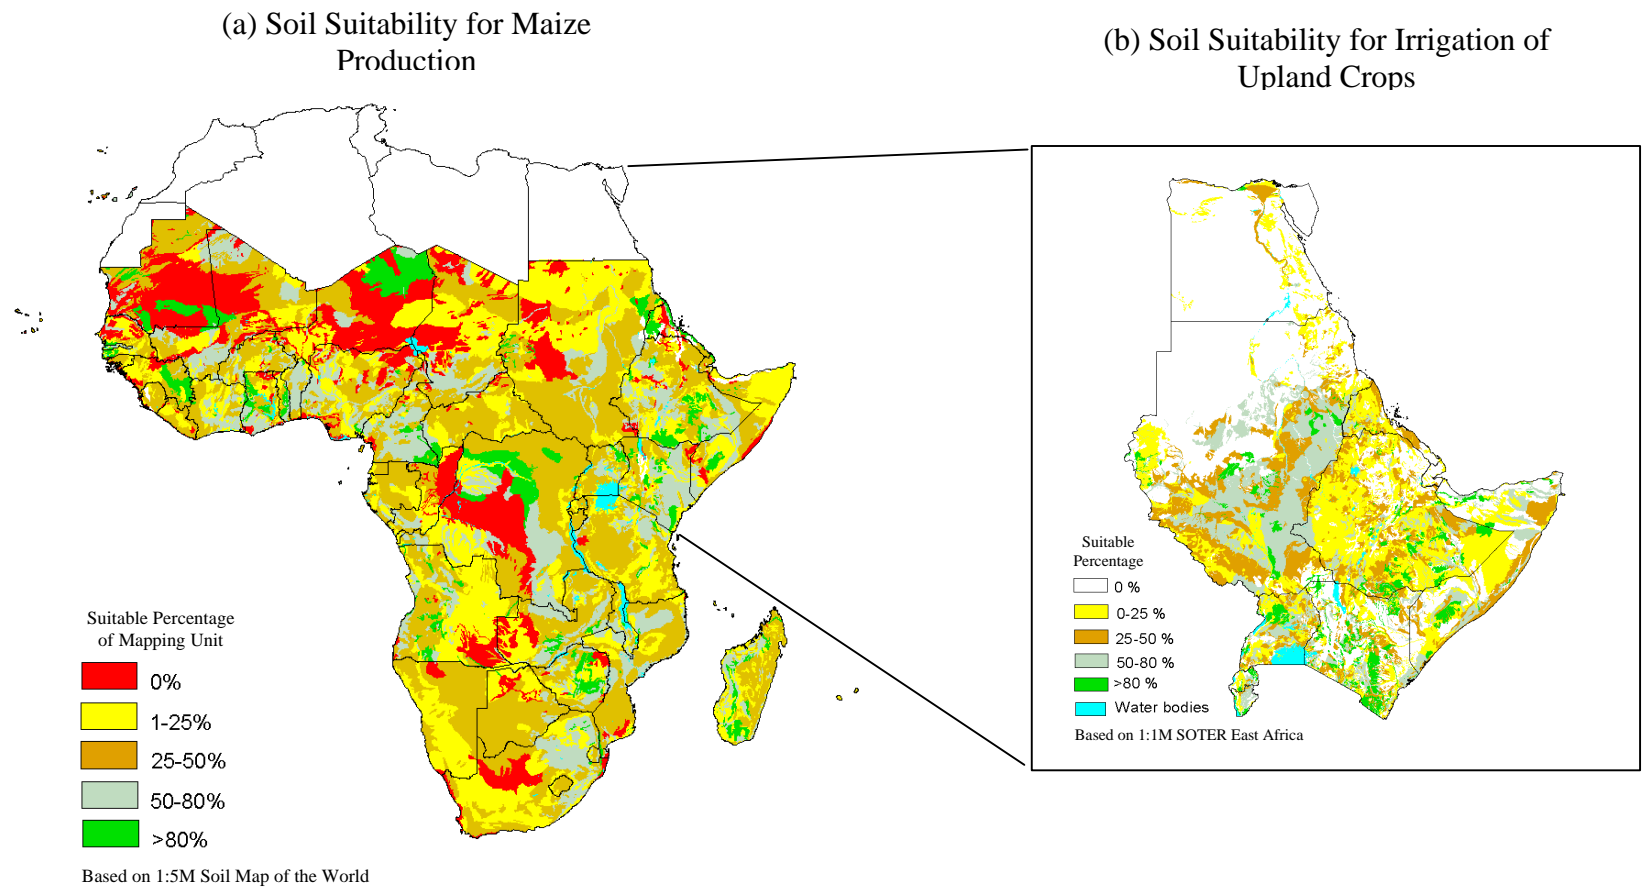 (a) Soil Suitability for Maize
Production
(b) Soil Suitability for Irrigation of
Upland Crops
Suitable Percentage
of Mapping Unit
0%
1-25%
25-50%
50-80%
>80%
Based on 1:5M Soil Map of the World
Suitable
Percentage
0 %
0-25 %
25-50 %
50-80 %
>80 %
Water bodies
Based on 1:1M SOTER East Africa